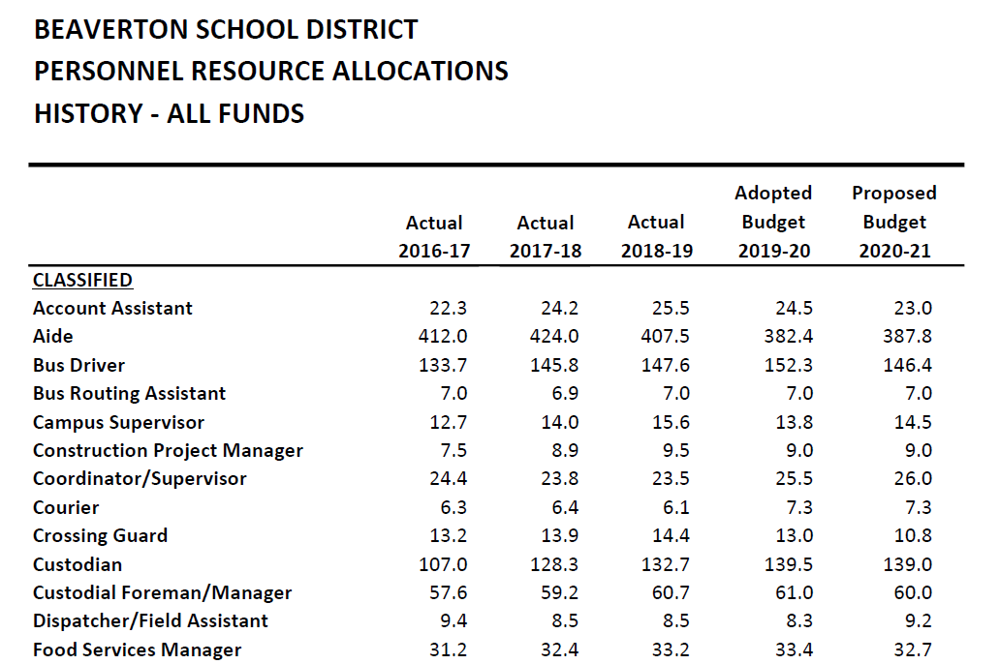 BEAVERTON SCHOOL DISTRICT
PERSONNEL RESOURCE ALLOCATIONS
HISTORY - ALL FUNDS
Adopted Proposed
Actual Actual Actual Budget Budget
2016-17 2017-18 2018-19 2019-20 2020-21
CLASSIFIED
Account Assistant 22.3 24.2 25.5 24.5 23.0
Aide 412.0 424.0 407.5 382.4 387.8
Bus Driver 133.7 145.8 147.6 152.3 146.4
Bus Routing Assistant 7.0 6.9 7.0 7.0 7.0
Campus Supervisor 12.7 14.0 15.6 13.8 14.5
Construction Project Manager 7.5 8.9 9.5 9.0 9.0
Coordinator/Supervisor 24.4 23.8 23.5 25.5 26.0
Courier 6.3 6.4 6.1 7.3 7.3
Crossing Guard 13.2 13.9 14.4 13.0 10.8
Custodian 107.0 128.3 132.7 139.5 139.0
Custodial Foreman/Manager 57.6 59.2 60.7 61.0 60.0
Dispatcher/Field Assistant 9.4 8.5 8.5 8.3 9.2
Food Services Manager 31.2 32.4 33.2 33.4 32.7